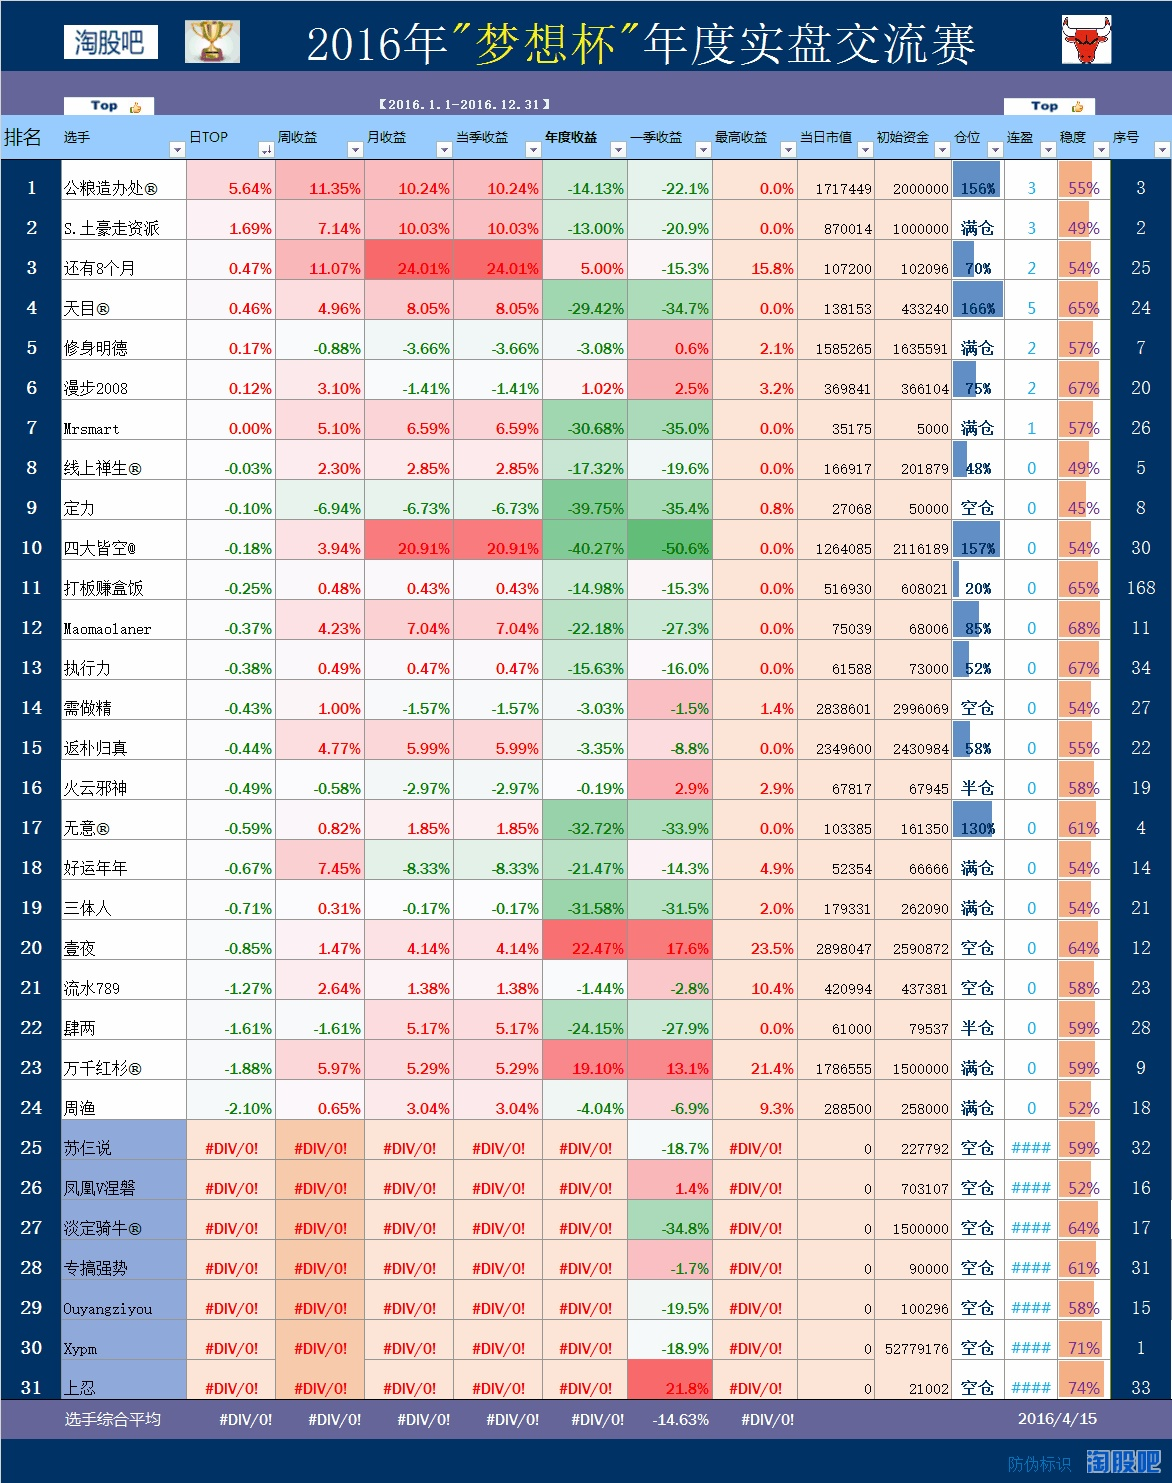 淘股吧
2016年"梦想杯"年度实盘交流赛
Top
【2016.1.1-2016.12.31】
Top
排名 选手 日TOP 周收益 月收益 当季收益 年度收益 一季收益 最高收益 当日市值 初始资金 仓位 连盈 稳度 序号
1 公粮造办处® 5.64% 11.35% 10.24% 10.24% -14.13% -22.1% 0.0% 1717449 2000000 156% 3 55% 3
2 S.土豪走资派 1.69% 7.14% 10.03% 10.03% -13.00% -20.9% 0.0% 870014 1000000 满仓 3 49% 2
3 还有8个月 0.47% 11.07% 24.01% 24.01% 5.00% -15.3% 15.8% 107200 102096 70% 2 54% 25
4 天目® 0.46% 4.96% 8.05% 8.05% -29.42% -34.7% 0.0% 138153 433240 166% 5 65% 24
5 修身明德 0.17% -0.88% -3.66% -3.66% -3.08% 0.6% 2.1% 1585265 1635591 满仓 2 57% 7
6 漫步2008 0.12% 3.10% -1.41% -1.41% 1.02% 2.5% 3.2% 369841 366104 75% 2 67% 20
7 Mrsmart 0.00% 5.10% 6.59% 6.59% -30.68% -35.0% 0.0% 35175 5000 满仓 1 57% 26
8 线上禅生® -0.03% 2.30% 2.85% 2.85% -17.32% -19.6% 0.0% 166917 201879 48% 0 49% 5
9 定力 -0.10% -6.94% -6.73% -6.73% -39.75% -35.4% 0.8% 27068 50000 空仓 0 45% 8
10 四大皆空@ -0.18% 3.94% 20.91% 20.91% -40.27% -50.6% 0.0% 1264085 2116189 157% 0 54% 30
11 打板赚盒饭 -0.25% 0.48% 0.43% 0.43% -14.98% -15.3% 0.0% 516930 608021 20% 0 65% 168
12 Maomaolaner -0.37% 4.23% 7.04% 7.04% -22.18% -27.3% 0.0% 75039 68006 85% 0 68% 11
13 执行力 -0.38% 0.49% 0.47% 0.47% -15.63% -16.0% 0.0% 61588 73000 52% 0 67% 34
14 需做精 -0.43% 1.00% -1.57% -1.57% -3.03% -1.5% 1.4% 2838601 2996069 空仓 0 54% 27
15 返朴归真 -0.44% 4.77% 5.99% 5.99% -3.35% -8.8% 0.0% 2349600 2430984 58% 0 55% 22
16 火云邪神 -0.49% -0.58% -2.97% -2.97% -0.19% 2.9% 2.9% 67817 67945 半仓 0 58% 19
17 无意® -0.59% 0.82% 1.85% 1.85% -32.72% -33.9% 0.0% 103385 161350 130% 0 61% 4
18 好运年年 -0.67% 7.45% -8.33% -8.33% -21.47% -14.3% 4.9% 52354 66666 满仓 0 54% 14
19 三体人 -0.71% 0.31% -0.17% -0.17% -31.58% -31.5% 2.0% 179331 262090 满仓 0 54% 21
20 壹夜 -0.85% 1.47% 4.14% 4.14% 22.47% 17.6% 23.5% 2898047 2590872 空仓 0 64% 12
21 流水789 -1.27% 2.64% 1.38% 1.38% -1.44% -2.8% 10.4% 420994 437381 空仓 0 58% 23
22 肆两 -1.61% -1.61% 5.17% 5.17% -24.15% -27.9% 0.0% 61000 79537 半仓 0 59% 28
23 万千红杉® -1.88% 5.97% 5.29% 5.29% 19.10% 13.1% 21.4% 1786555 1500000 满仓 0 59% 9
24 周渔 -2.10% 0.65% 3.04% 3.04% -4.04% -6.9% 9.3% 288500 258000 满仓 0 52% 18
25 苏仨说 #DIV/0! #DIV/0! #DIV/0! #DIV/0! #DIV/0! -18.7% #DIV/0! 0 227792 空仓 #### 59% 32
26 凤凰V涅磐 #DIV/0! #DIV/0! #DIV/0! #DIV/0! #DIV/0! 1.4% #DIV/0! 0 703107 空仓 #### 52% 16
27 淡定骑牛® #DIV/0! #DIV/0! #DIV/0! #DIV/0! #DIV/0! -34.8% #DIV/0! 0 1500000 空仓 #### 64% 17
28 专搞强势 #DIV/0! #DIV/0! #DIV/0! #DIV/0! #DIV/0! -1.7% #DIV/0! 0 90000 空仓 #### 61% 31
29 Ouyangziyou #DIV/0! #DIV/0! #DIV/0! #DIV/0! #DIV/0! -19.5% #DIV/0! 0 100296 空仓 #### 58% 15
30 Xypm #DIV/0! #DIV/0! #DIV/0! #DIV/0! #DIV/0! -18.9% #DIV/0! 0 52779176 空仓 #### 71% 1
31 上忍 #DIV/0! #DIV/0! #DIV/0! #DIV/0! #DIV/0! 21.8% #DIV/0! 0 21002 空仓 #### 74% 33
选手综合平均 #DIV/0! #DIV/0! #DIV/0! #DIV/0! #DIV/0! -14.63% #DIV/0! 2016/4/15
防伪标识 淘股吧